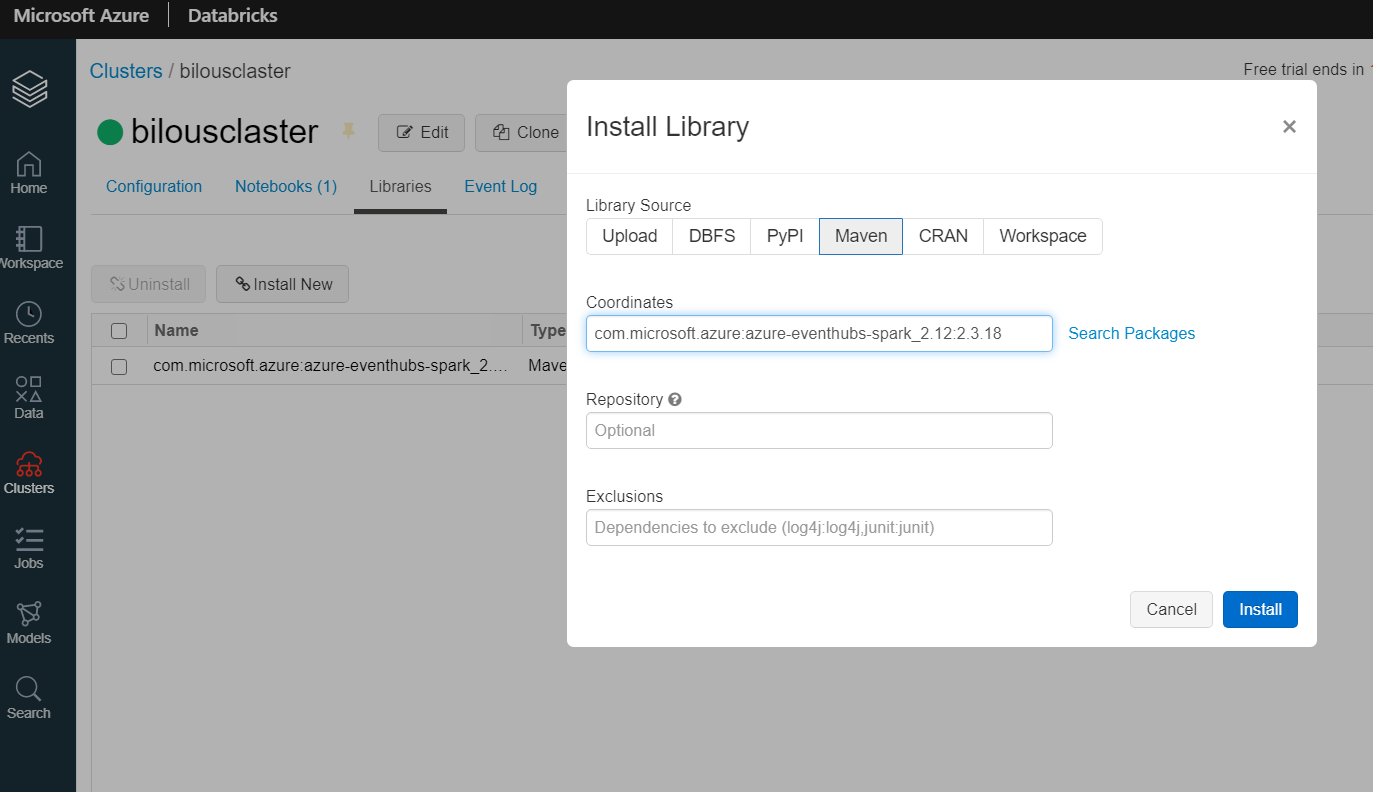 Microsoft Azure Databricks
Clusters / bilousclaster
Free trial ends in
bilousclaster
Edit
Clone
Configuration
Notebooks (1)
Libraries
Event Log
Home
Workspace
Recents
Data
Clusters
Jobs
Models
Search
Uninstall
Install New
Name
Type
com.microsoft.azure:azure-eventhubs-spark_2.…
Mave
Install Library
×
Library Source
Upload
DBFS
PyPI
Maven
CRAN
Workspace
Coordinates
com.microsoft.azure:azure-eventhubs-spark_2.12:2.3.18
Search Packages
Repository ?
Optional
Exclusions
Dependencies to exclude (log4j:log4j,junit:junit)
Cancel
Install